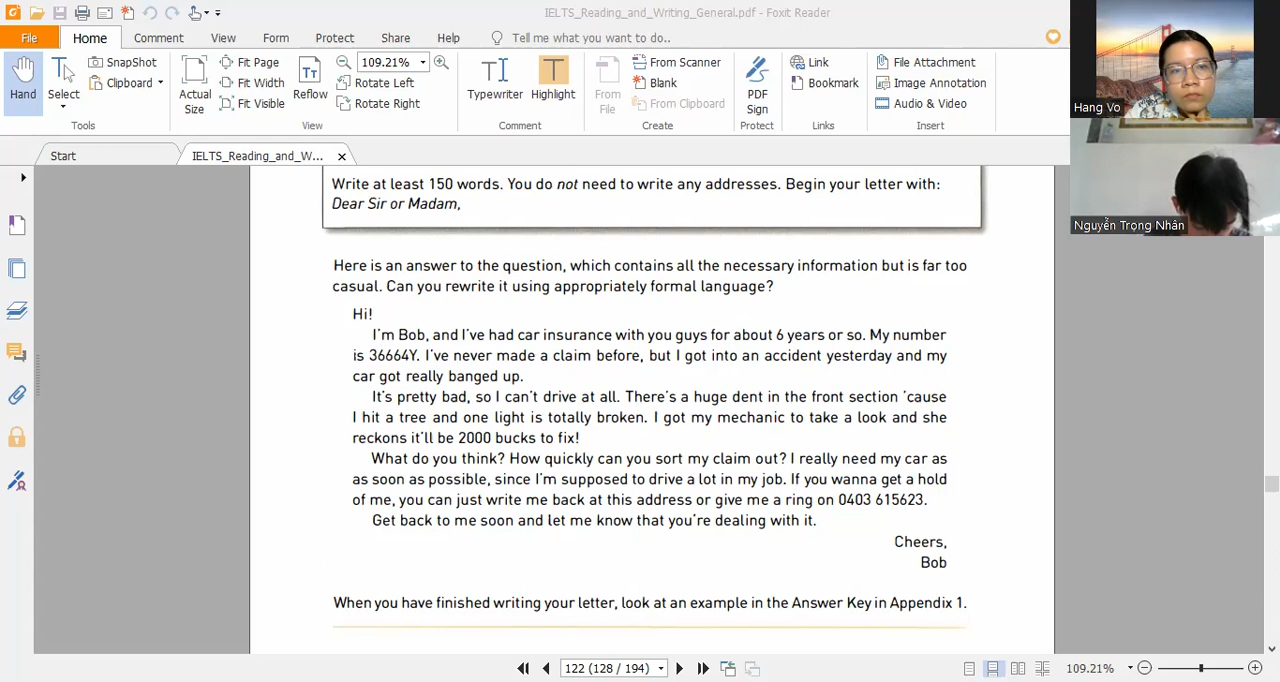 IELTS_Reading_and_Writing_General.pdf - Foxit Reader
File
Home
Comment
View
Form
Protect
Share
Help
Tell me what you want to do..
Hand
Select
SnapShot
Clipboard
Tools
Actual Size
Fit Page
Fit Width
Fit Visible
Reflow
109.21%
Rotate Left
Rotate Right
View
Typewriter
Highlight
Comment
From File
From Scanner
Blank
From Clipboard
Create
PDF Sign
Protect
Link
Bookmark
Links
File Attachment
Image Annotation
Audio & Video
Insert
Hang Vo
Nguyễn Trọng Nhân
Start
IELTS_Reading_and_W...
Write at least 150 words. You do not need to write any addresses. Begin your letter with:
Dear Sir or Madam,
Here is an answer to the question, which contains all the necessary information but is far too
casual. Can you rewrite it using appropriately formal language?
Hi!
I'm Bob, and I've had car insurance with you guys for about 6 years or so. My number
is 36664Y. I've never made a claim before, but I got into an accident yesterday and my
car got really banged up.
It's pretty bad, so I can't drive at all. There's a huge dent in the front section 'cause
I hit a tree and one light is totally broken. I got my mechanic to take a look and she
reckons it'll be 2000 bucks to fix!
What do you think? How quickly can you sort my claim out? I really need my car as
as soon as possible, since I'm supposed to drive a lot in my job. If you wanna get a hold
of me, you can just write me back at this address or give me a ring on 0403 615623.
Get back to me soon and let me know that you're dealing with it.
Cheers,
Bob
When you have finished writing your letter, look at an example in the Answer Key in Appendix 1.
122 (128 / 194)
109.21%